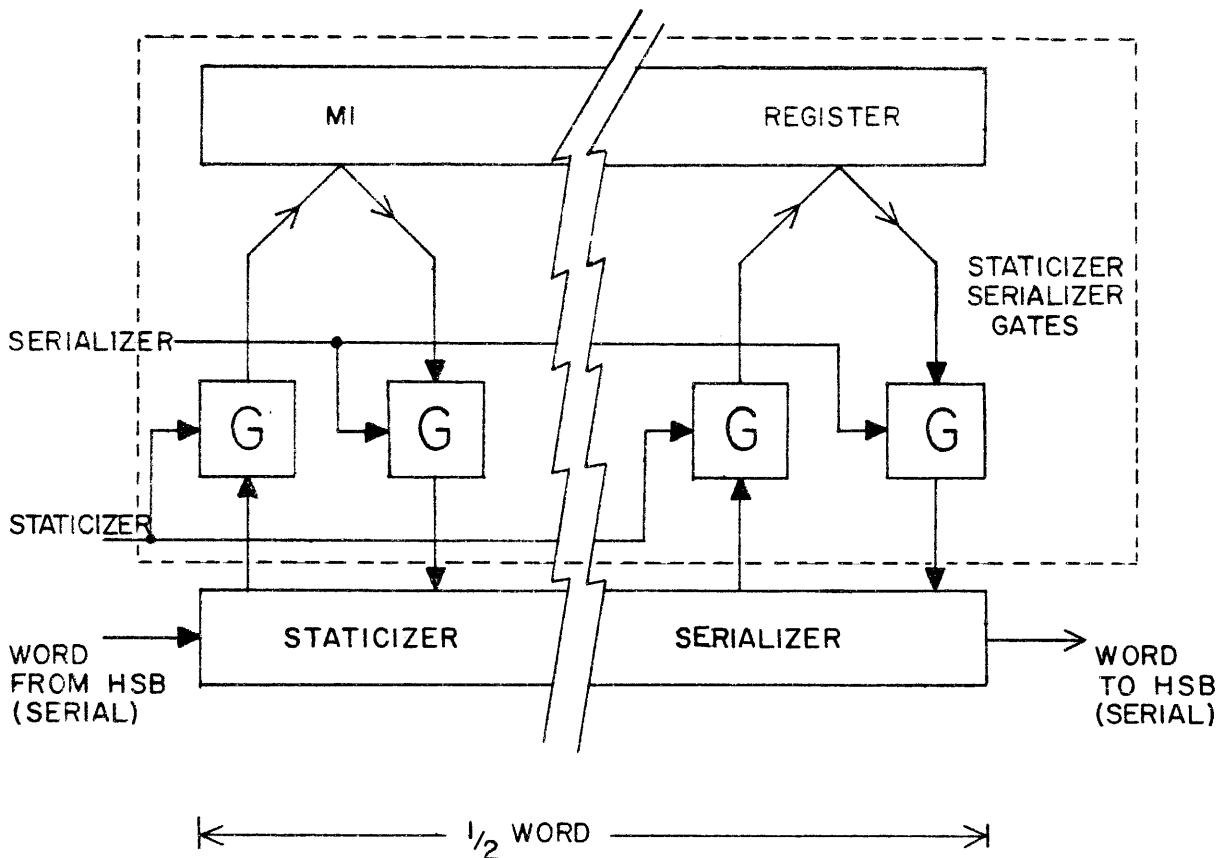 MI
REGISTER
STATICIZER
SERIALIZER
GATES
SERIALIZER
G
G
G
G
STATICIZER
STATICIZER
SERIALIZER
WORD
FROM HSB
(SERIAL)
WORD
TO HSB
(SERIAL)
1/2 WORD